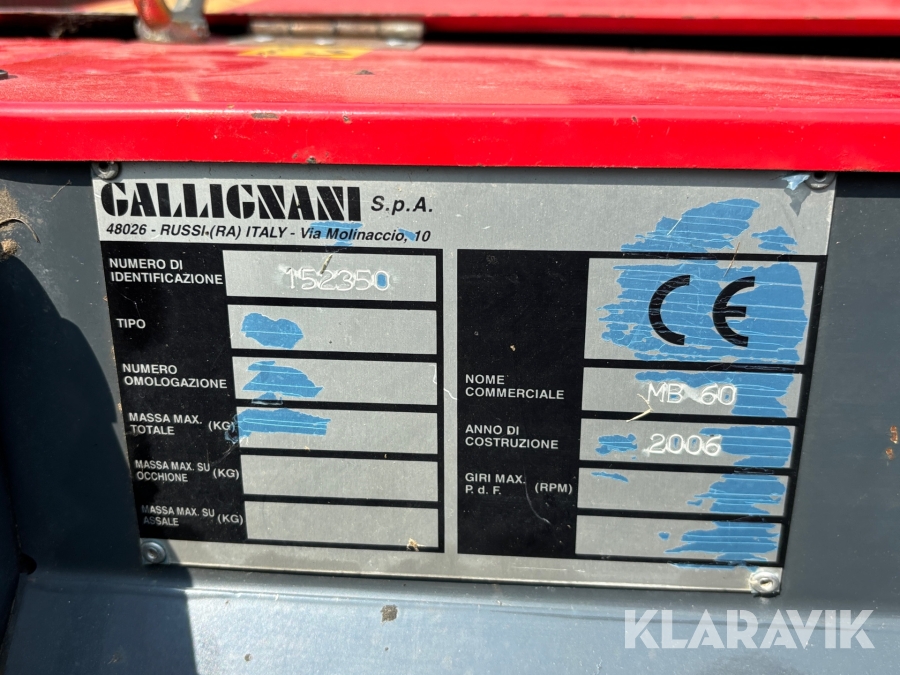 GALLIGNANI S.p.A.
48026 - RUSSI (RA) ITALY - Via Molinaccio, 10
NUMERO DI
IDENTIFICAZIONE
152350
TIPO
NUMERO
OMOLOGAZIONE
MASSA MAX. (KG)
TOTALE
MASSA MAX. SU (KG)
OCCHIONE
MASSA MAX. SU (KG)
ASSALE
CE
NOME
COMMERCIALE
MB 60
ANNO DI
COSTRUZIONE
2006
GIRI MAX. (RPM)
P. d. F.
KLARAVIK